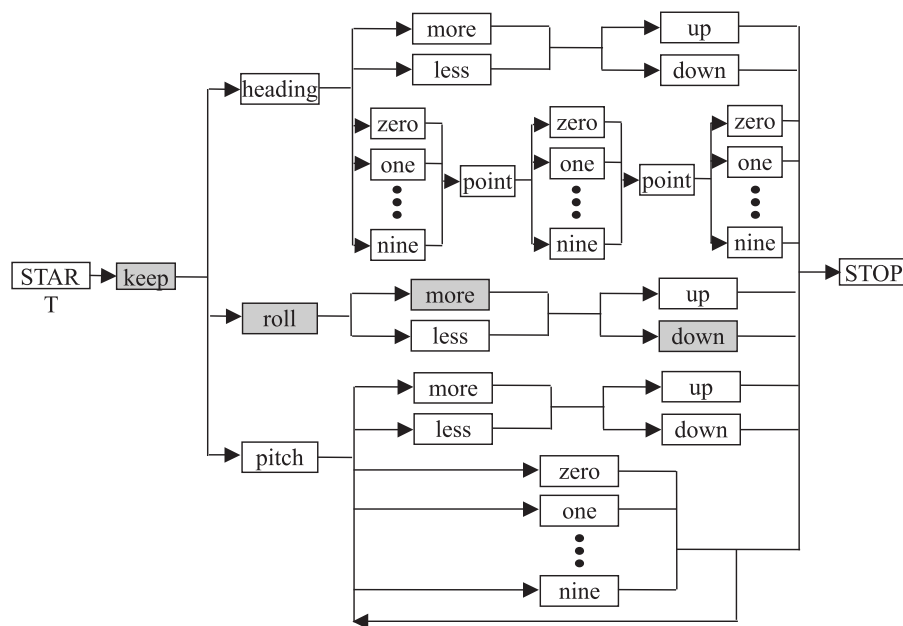 more
up
less
down
heading
zero
zero
zero
one
one
one
point
point
nine
nine
nine
STAR
T
keep
STOP
roll
more
up
less
down
more
up
less
down
pitch
zero
one
nine